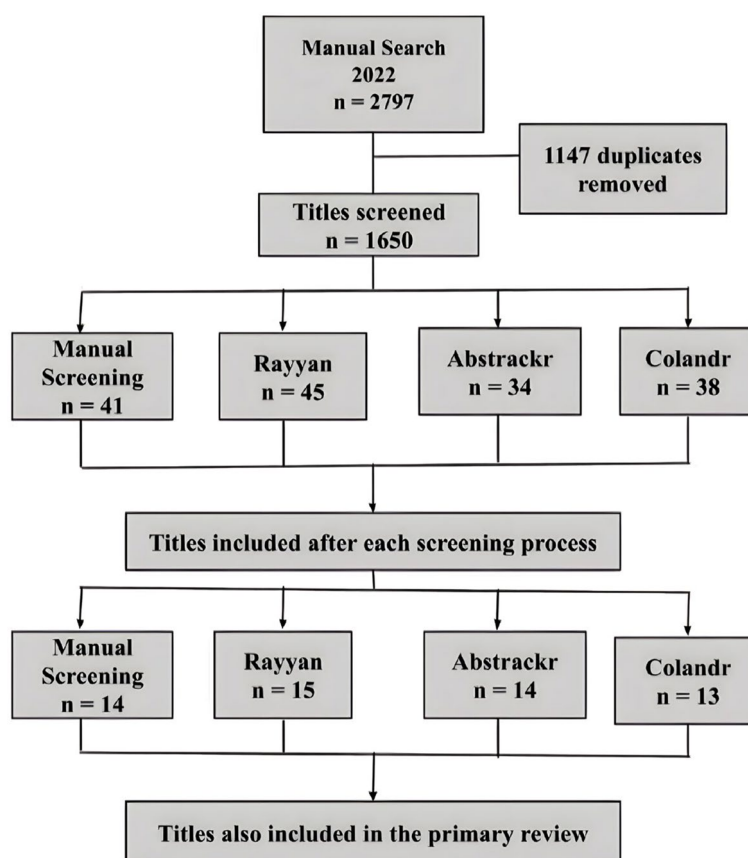 Manual Search
2022
n = 2797
1147 duplicates
removed
Titles screened
n = 1650
Manual
Screening
n = 41
Rayyan
n = 45
Abstrackr
n = 34
Colandr
n = 38
Titles included after each screening process
Manual
Screening
n = 14
Rayyan
n = 15
Abstrackr
n = 14
Colandr
n = 13
Titles also included in the primary review